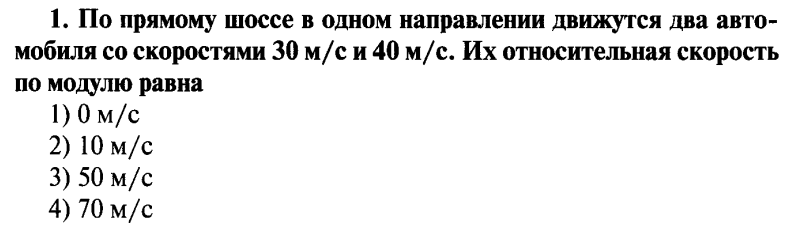 1. По прямому шоссе в одном направлении движутся два авто-
мобиля со скоростями 30 м/с и 40 м/с. Их относительная скорость
по модулю равна
1) 0 м/с
2) 10 м/с
3) 50 м/с
4) 70 м/с